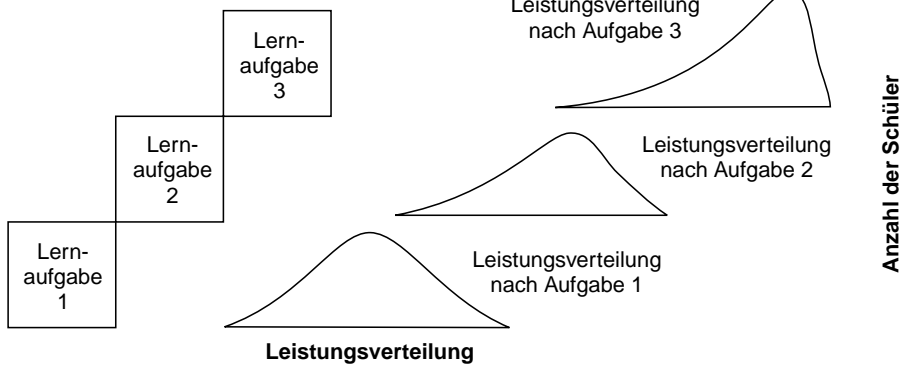 Leistungsverteilung
nach Aufgabe 3
Lern-
aufgabe
3
Lern-
aufgabe
2
Leistungsverteilung
nach Aufgabe 2
Lern-
aufgabe
1
Leistungsverteilung
nach Aufgabe 1
Leistungsverteilung
Anzahl der Schüler